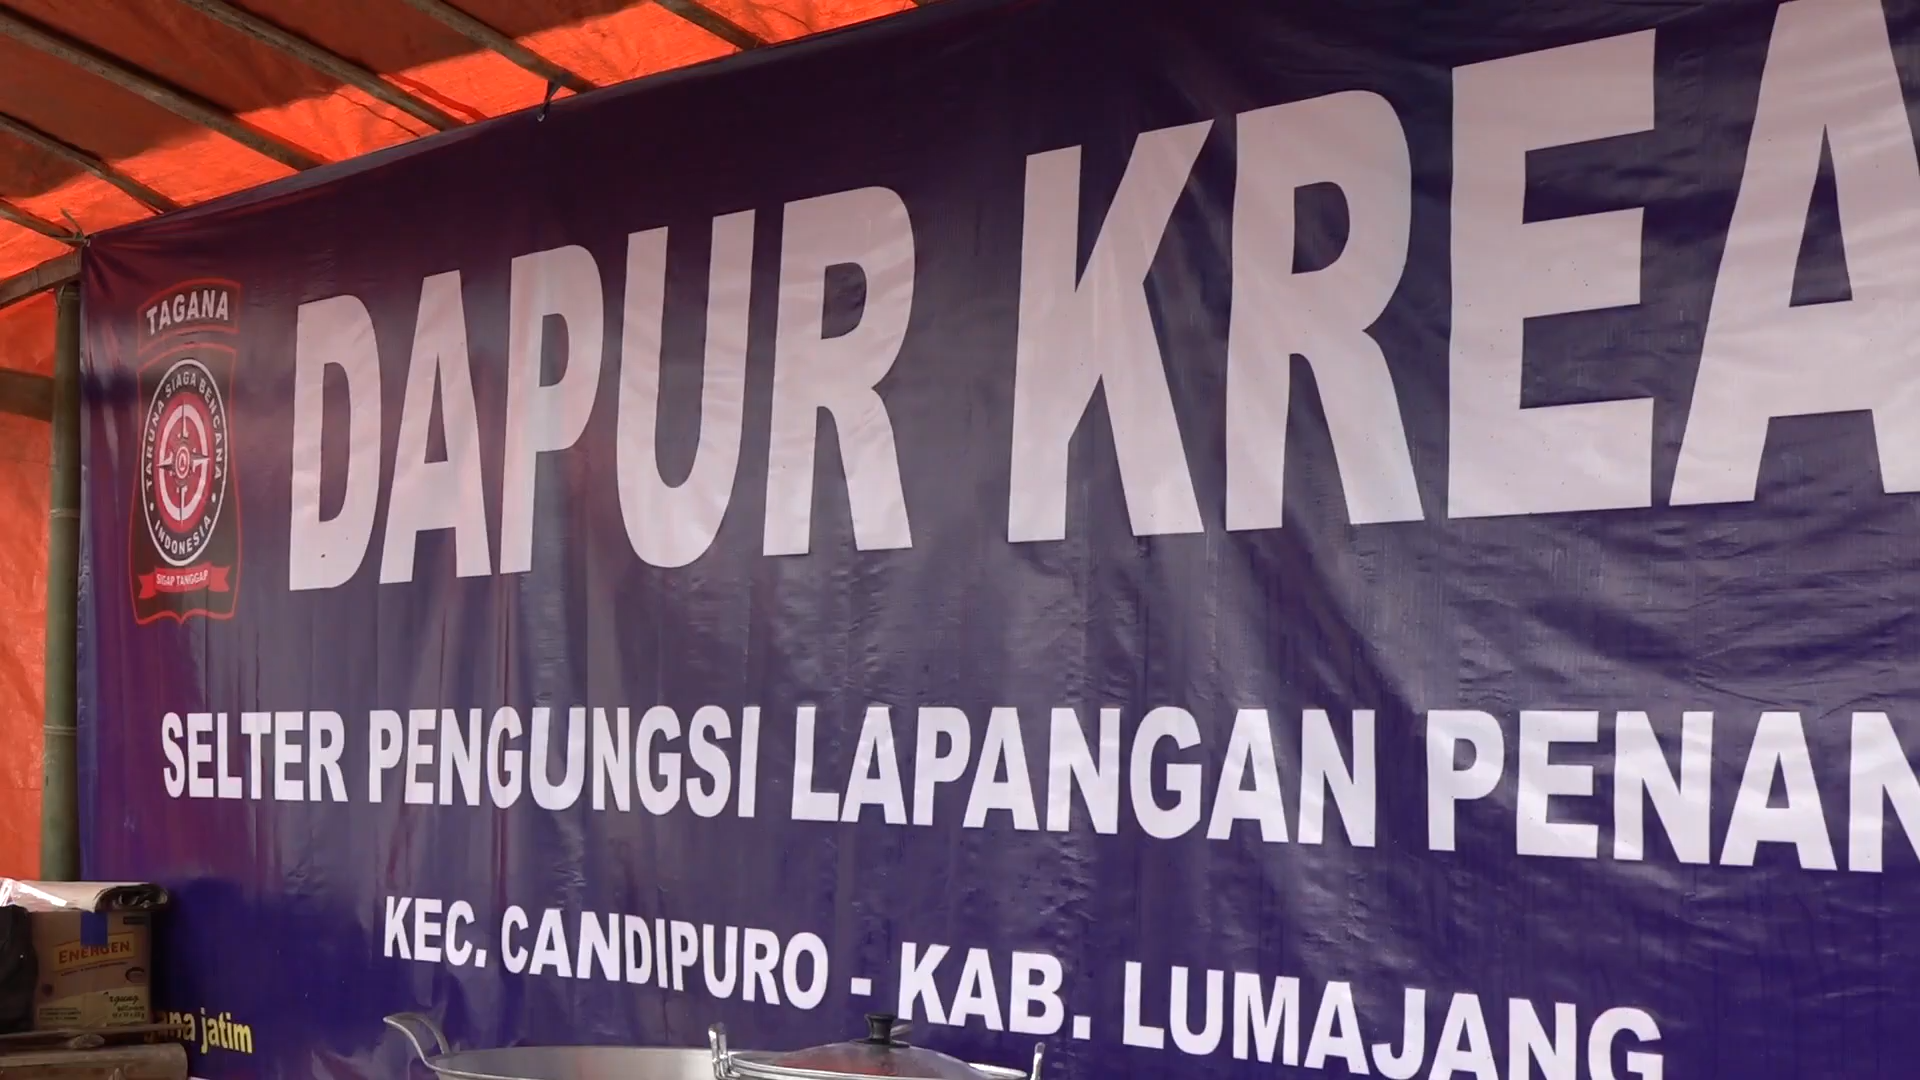 TAGANA
TARUNA SIAGA BENCANA
INDONESIA
SIGAP TANGGAP
DAPUR KREA
SELTER PENGUNGSI LAPANGAN PENAN
KEC. CANDIPURO - KAB. LUMAJANG
ENERGEN
ana jatim